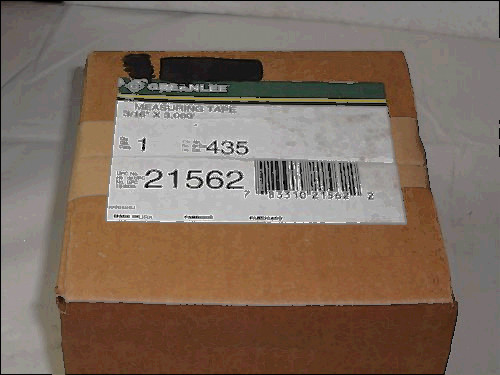 GREENLEE
MEASURING TAPE
3/16" X 3,000'
1 435
21562
7 83310 21562 2